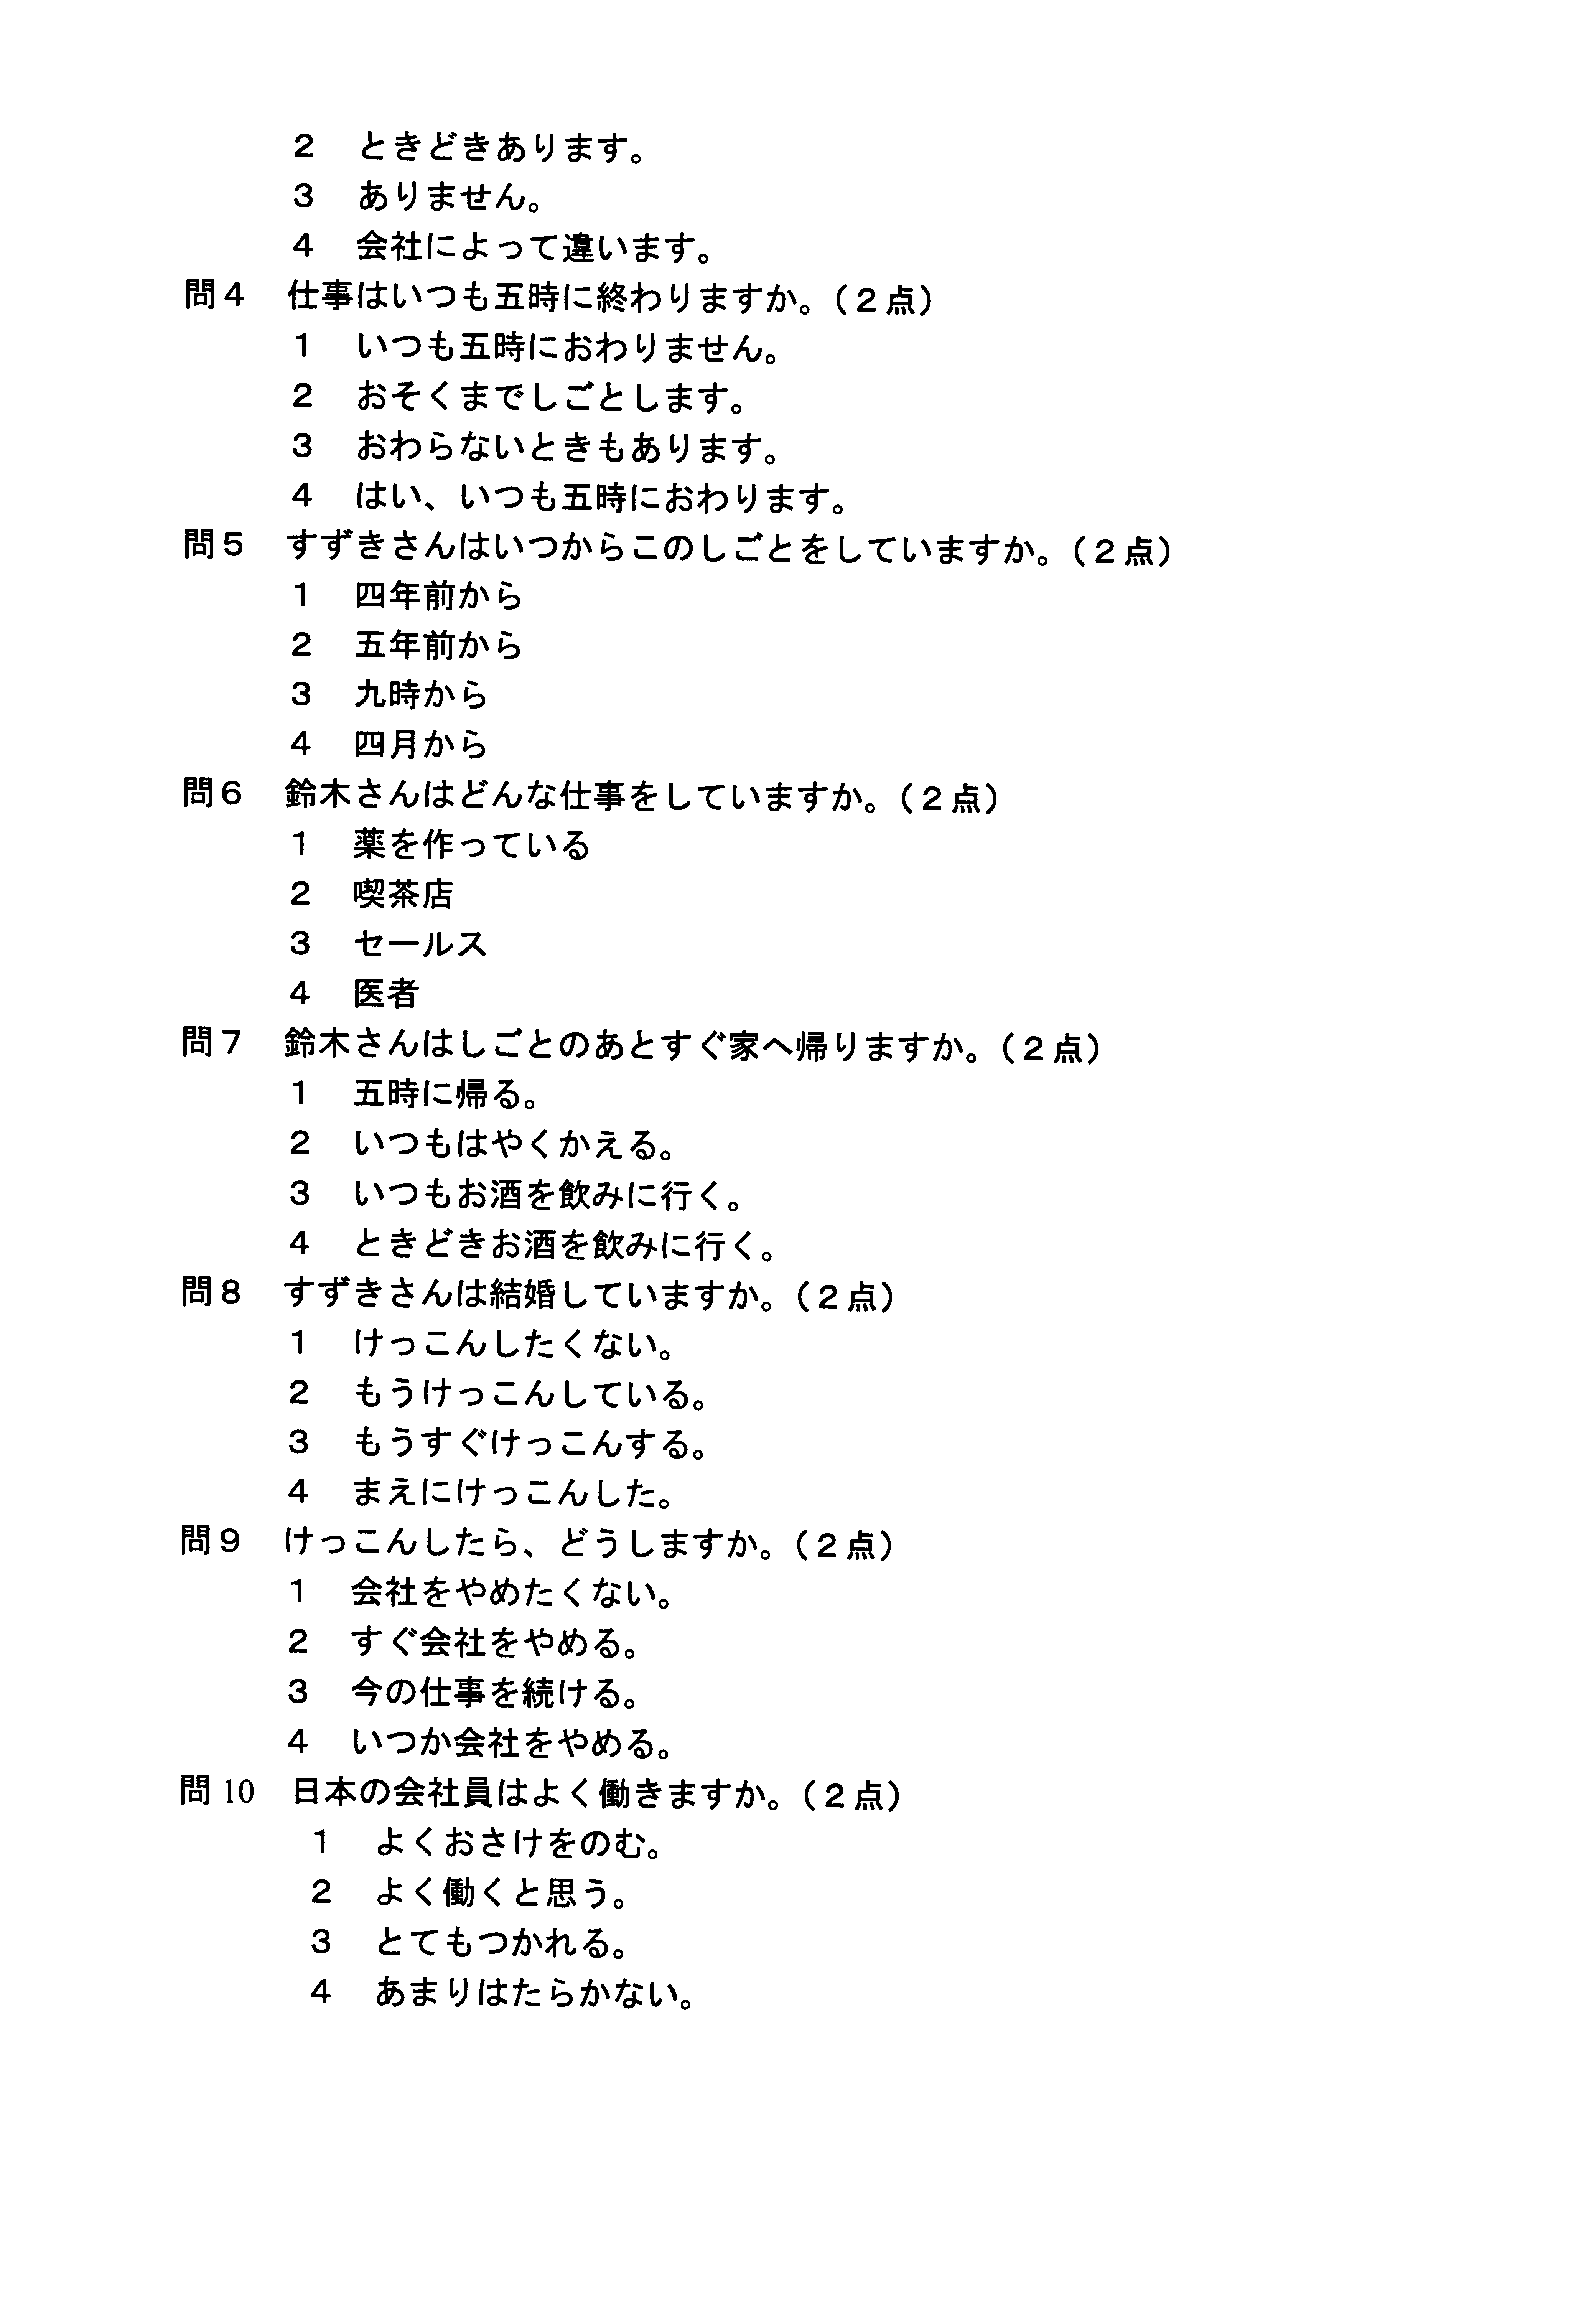 2 ときどきあります。
3 ありません。
4 会社によって違います。
問4 仕事はいつも五時に終わりますか。(2点)
1 いつも五時におわりません。
2 おそくまでしごとします。
3 おわらないときもあります。
4 はい、いつも五時におわります。
問5 すずきさんはいつからこのしごとをしていますか。(2点)
1 四年前から
2 五年前から
3 九時から
4 四月から
問6 鈴木さんはどんな仕事をしていますか。(2点)
1 薬を作っている
2 喫茶店
3 セールス
4 医者
問7 鈴木さんはしごとのあとすぐ家へ帰りますか。(2点)
1 五時に帰る。
2 いつもはやくかえる。
3 いつもお酒を飲みに行く。
4 ときどきお酒を飲みに行く。
問8 すずきさんは結婚していますか。(2点)
1 けっこんしたくない。
2 もうけっこんしている。
3 もうすぐけっこんする。
4 まえにけっこんした。
問9 けっこんしたら、どうしますか。(2点)
1 会社をやめたくない。
2 すぐ会社をやめる。
3 今の仕事を続ける。
4 いつか会社をやめる。
問10 日本の会社員はよく働きますか。(2点)
1 よくおさけをのむ。
2 よく働くと思う。
3 とてもつかれる。
4 あまりはたらかない。